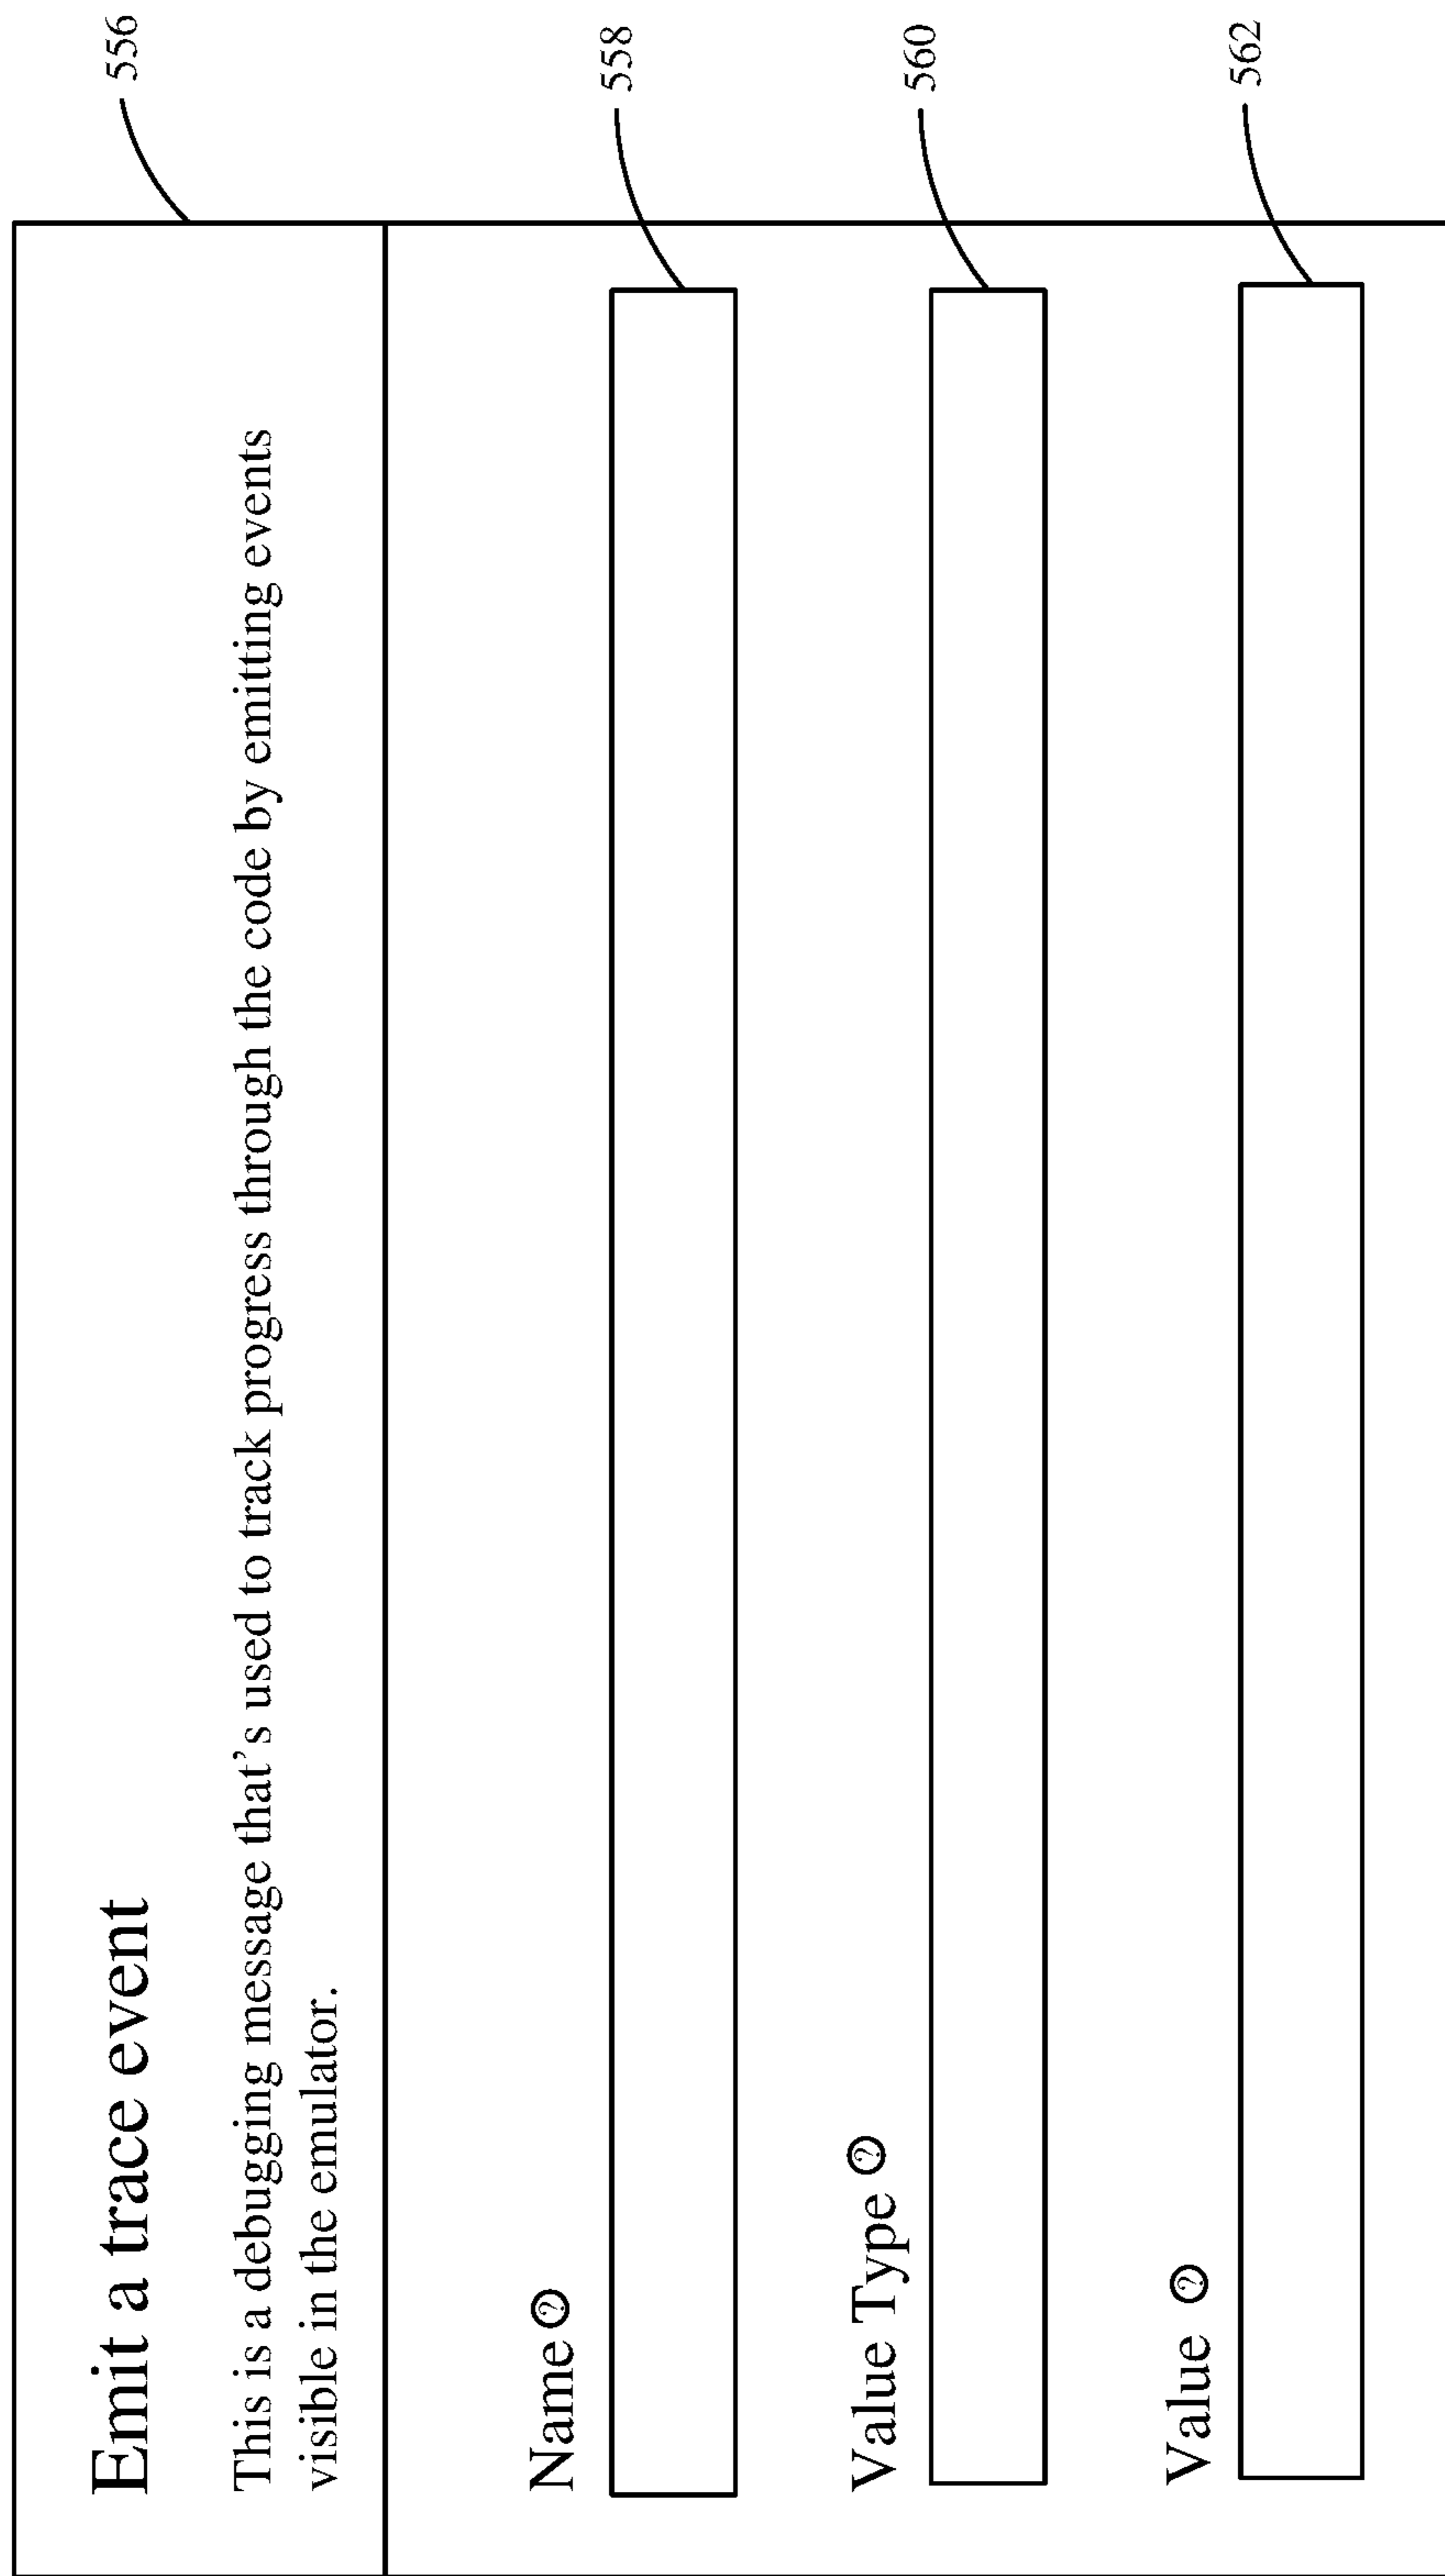 Emit a trace event
556
This is a debugging message that's used to track progress through the code by emitting events
visible in the emulator.
Name ?
558
Value Type ?
560
Value ?
562